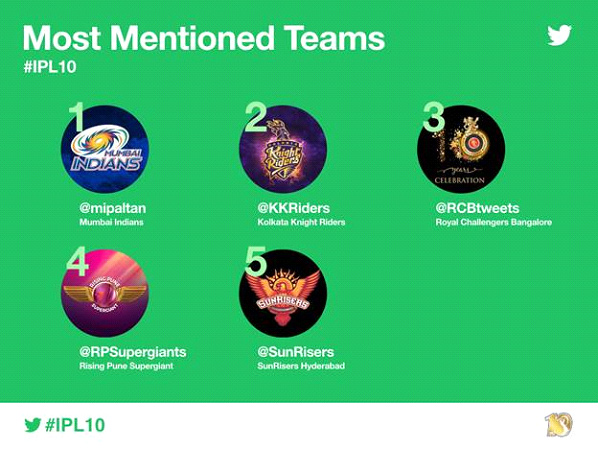 Most Mentioned Teams
#IPL10
1
MUMBAI
INDIANS
@mipaltan
Mumbai Indians
2
Knight
Riders
@KKRiders
Kolkata Knight Riders
3
10
years
CELEBRATION
@RCBtweets
Royal Challengers Bangalore
4
RISING PUNE
SUPERGIANT
@RPSupergiants
Rising Pune Supergiant
5
SUNRISERS
@SunRisers
SunRisers Hyderabad
#IPL10
10